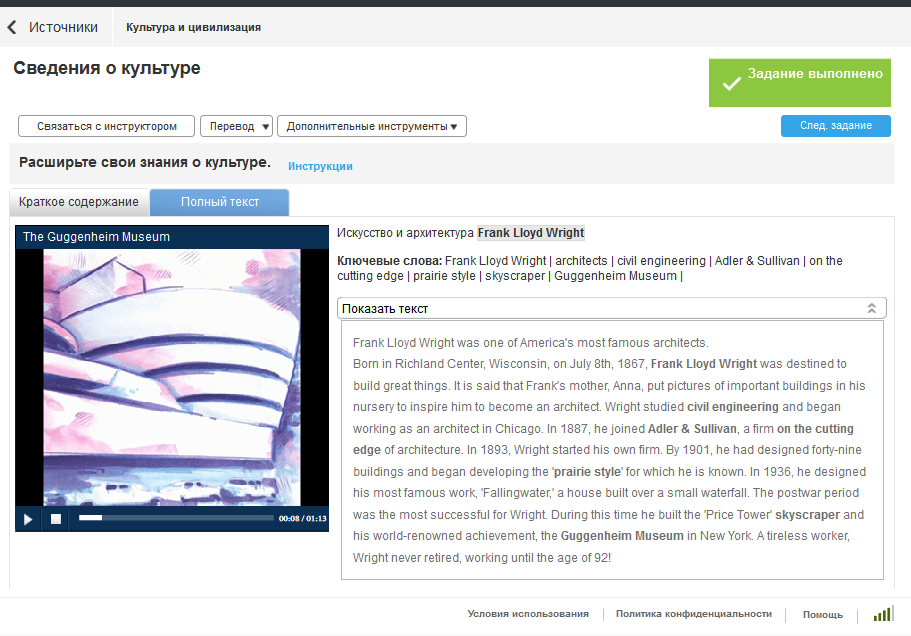 Источники
Культура и цивилизация
Сведения о культуре
Задание выполнено
Связаться с инструктором
Перевод
Дополнительные инструменты
След. задание
Расширьте свои знания о культуре.
Инструкции
Краткое содержание
Полный текст
The Guggenheim Museum
00:08 / 01:13
Искусство и архитектура Frank Lloyd Wright
Ключевые слова: Frank Lloyd Wright | architects | civil engineering | Adler & Sullivan | on the
cutting edge | prairie style | skyscraper | Guggenheim Museum |
Показать текст
Frank Lloyd Wright was one of America's most famous architects.
Born in Richland Center, Wisconsin, on July 8th, 1867, Frank Lloyd Wright was destined to
build great things. It is said that Frank's mother, Anna, put pictures of important buildings in his
nursery to inspire him to become an architect. Wright studied civil engineering and began
working as an architect in Chicago. In 1887, he joined Adler & Sullivan, a firm on the cutting
edge of architecture. In 1893, Wright started his own firm. By 1901, he had designed forty-nine
buildings and began developing the 'prairie style' for which he is known. In 1936, he designed
his most famous work, 'Fallingwater,' a house built over a small waterfall. The postwar period
was the most successful for Wright. During this time he built the 'Price Tower' skyscraper and
his world-renowned achievement, the Guggenheim Museum in New York. A tireless worker,
Wright never retired, working until the age of 92!
Условия использования
Политика конфиденциальности
Помощь